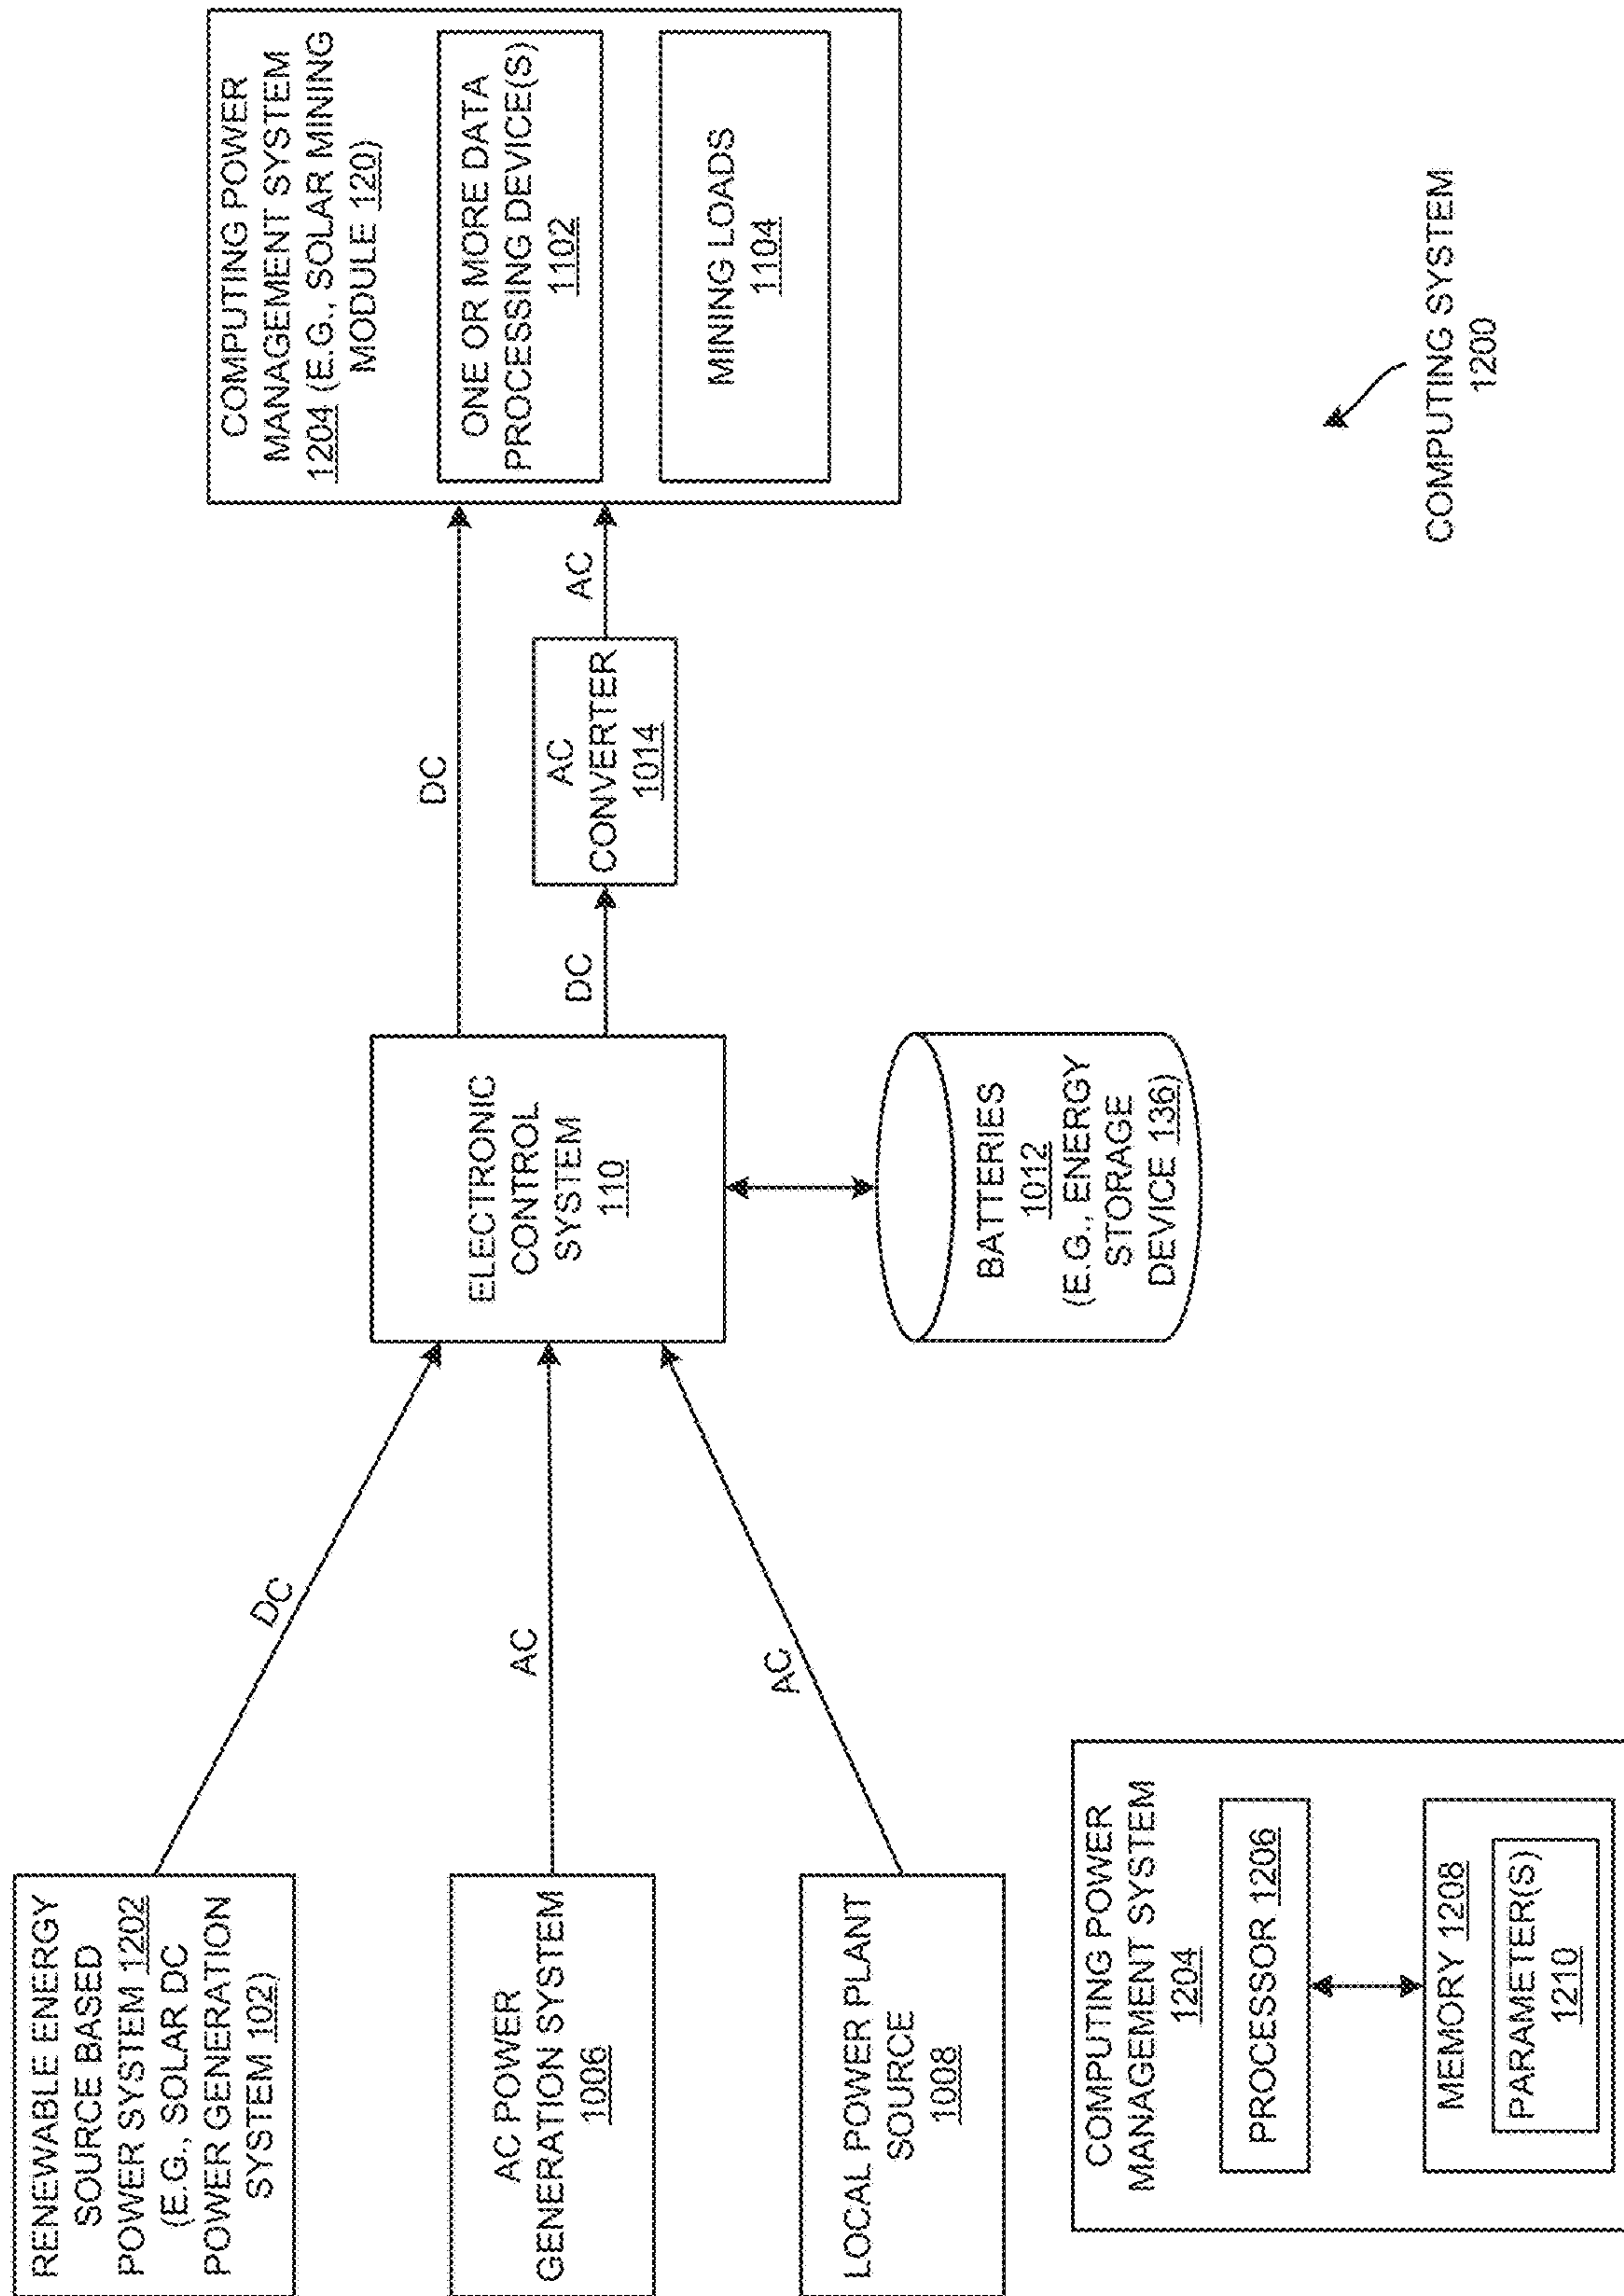 RENEWABLE ENERGY
SOURCE BASED
POWER SYSTEM 1202
(E.G., SOLAR DC
POWER GENERATION
SYSTEM 102)
AC POWER
GENERATION SYSTEM
1006
LOCAL POWER PLANT
SOURCE
1008
DC
AC
AC
ELECTRONIC
CONTROL
SYSTEM
110
BATTERIES
1012
(E.G., ENERGY
STORAGE
DEVICE 136)
DC
DC
AC
CONVERTER
1014
AC
COMPUTING POWER
MANAGEMENT SYSTEM
1204 (E.G., SOLAR MINING
MODULE 120)
ONE OR MORE DATA
PROCESSING DEVICE(S)
1102
MINING LOADS
1104
COMPUTING POWER
MANAGEMENT SYSTEM
1204
PROCESSOR 1206
MEMORY 1208
PARAMETER(S)
1210
COMPUTING SYSTEM
1200